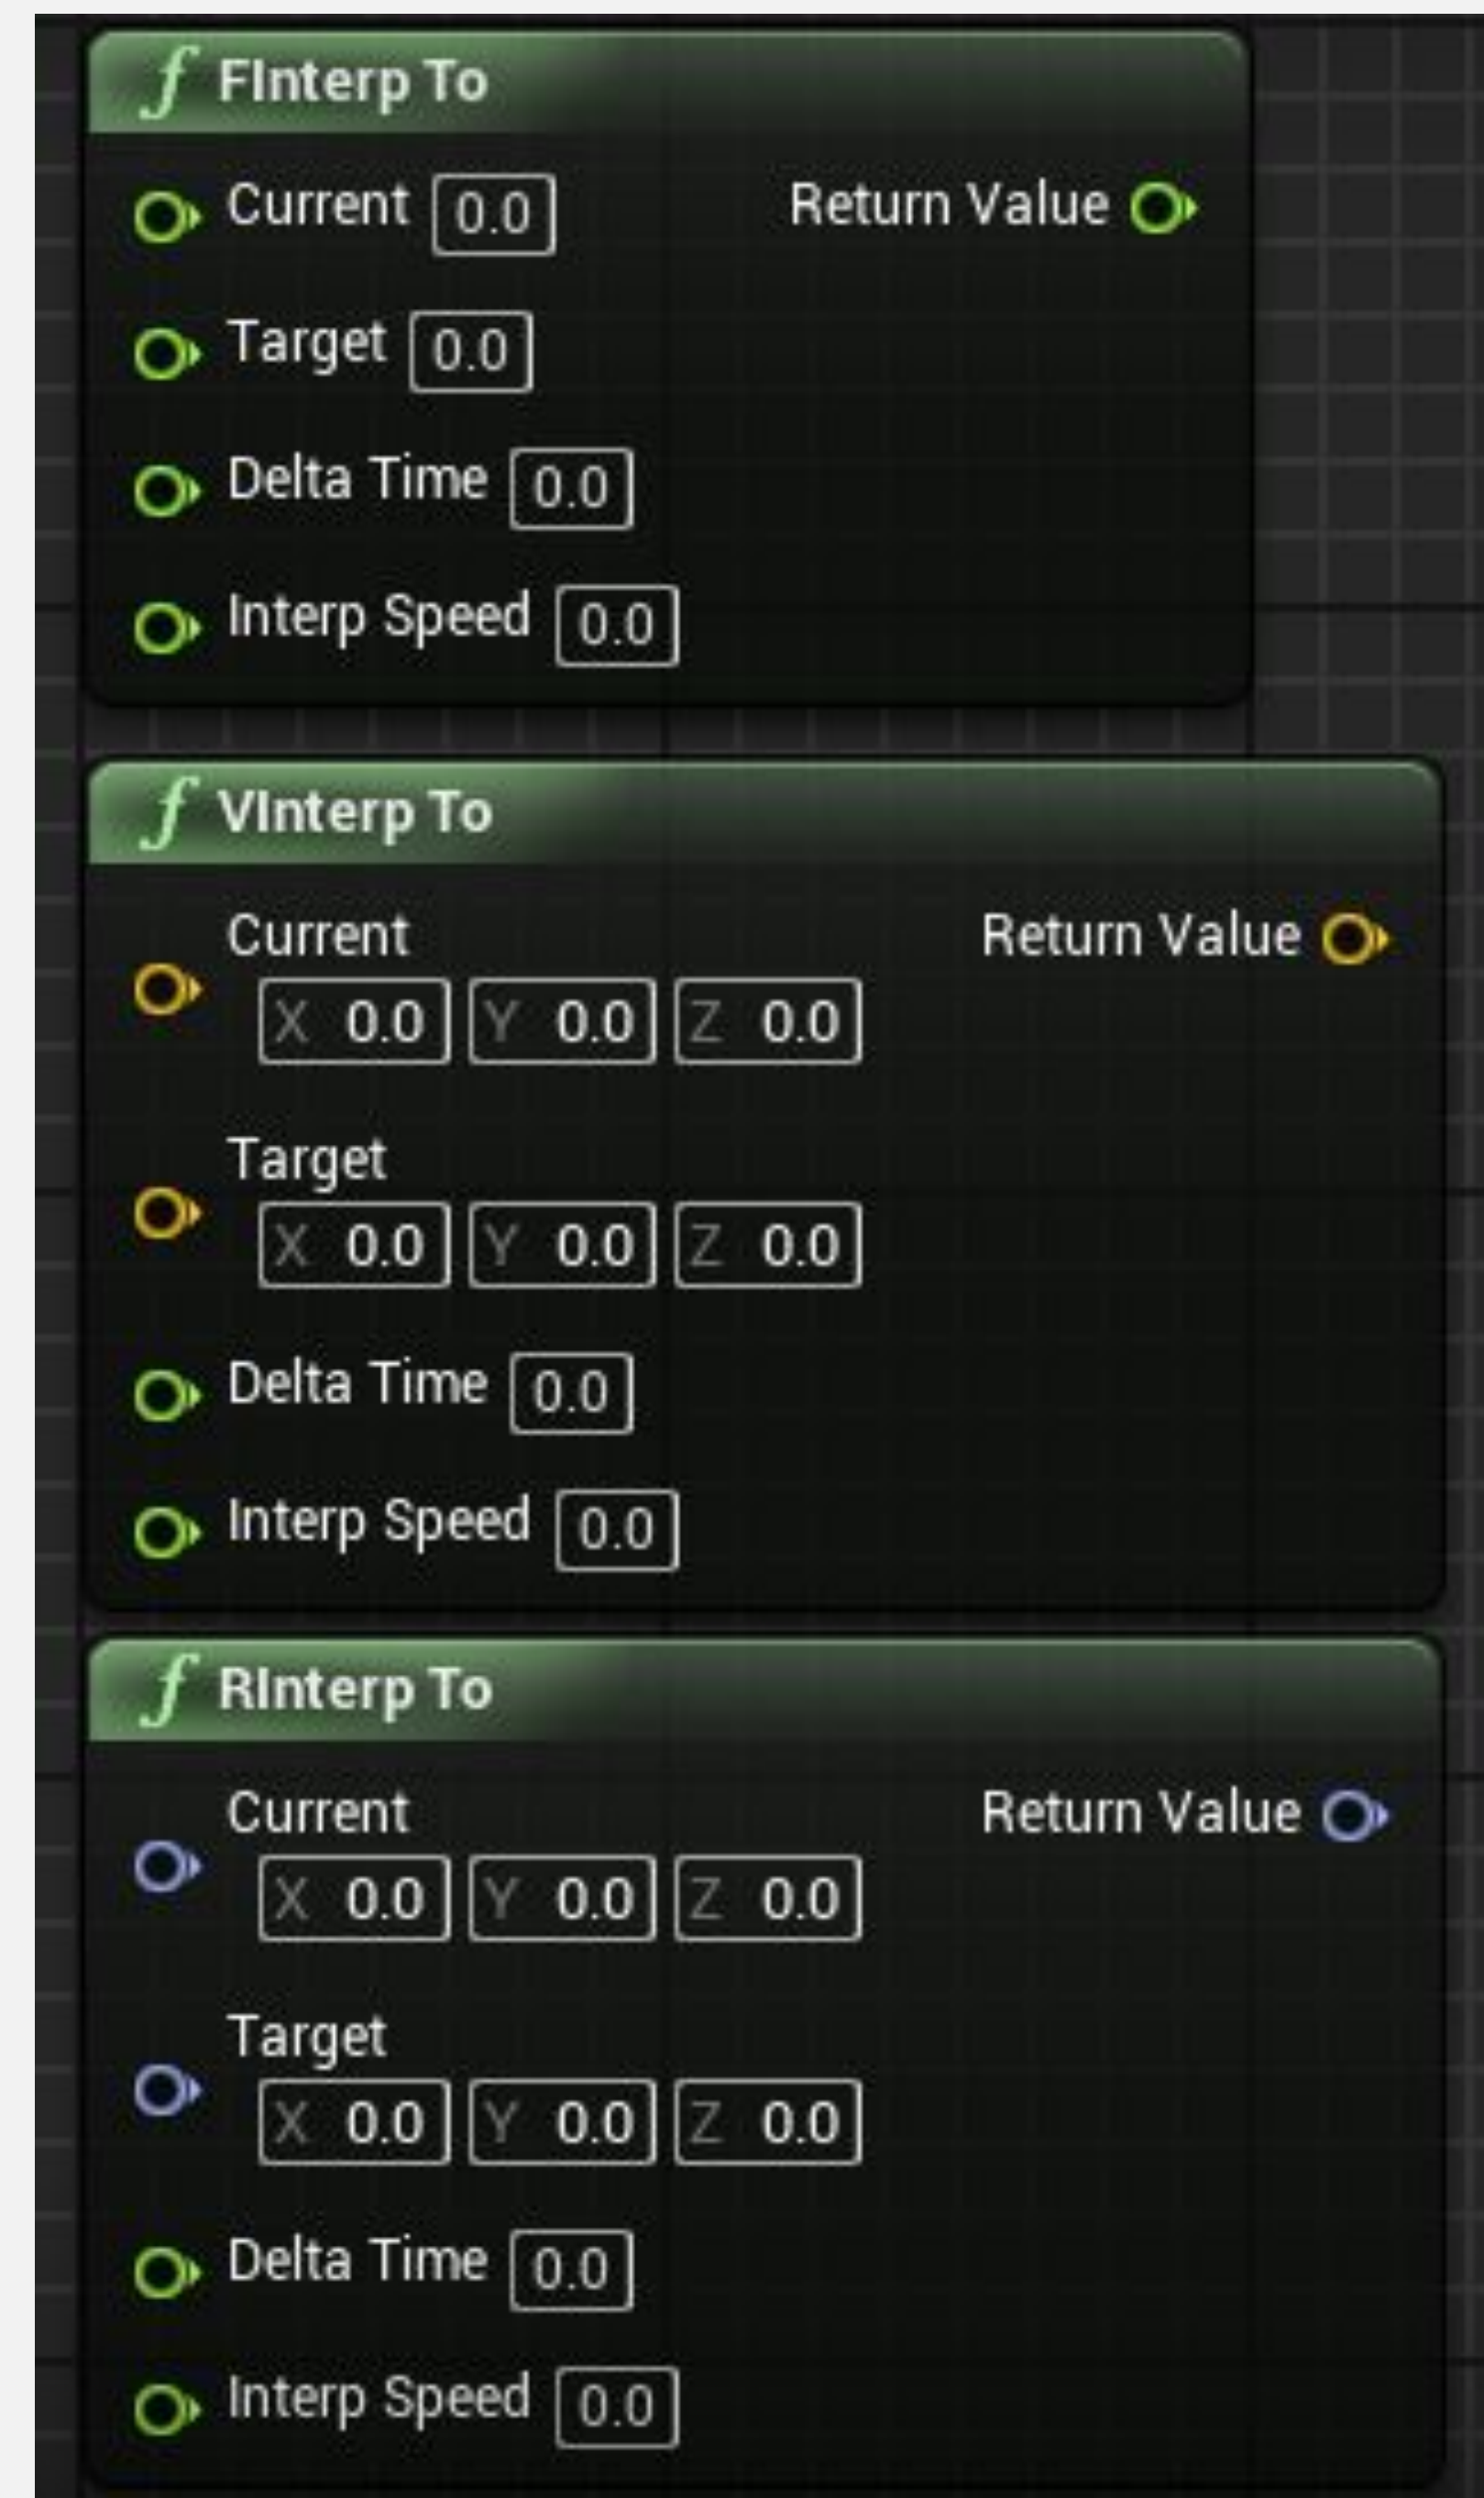 f FInterp To
Current 0.0 Return Value
Target 0.0
Delta Time 0.0
Interp Speed 0.0
f VInterp To
Current Return Value
X 0.0 Y 0.0 Z 0.0
Target
X 0.0 Y 0.0 Z 0.0
Delta Time 0.0
Interp Speed 0.0
f RInterp To
Current Return Value
X 0.0 Y 0.0 Z 0.0
Target
X 0.0 Y 0.0 Z 0.0
Delta Time 0.0
Interp Speed 0.0